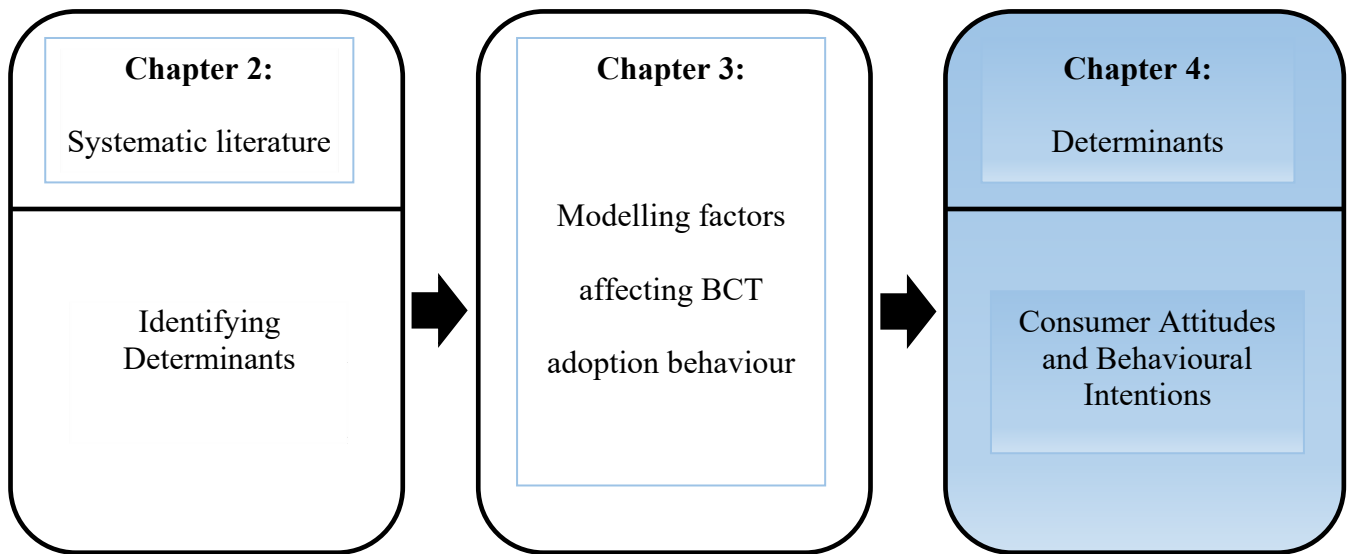 Chapter 2:
Systematic literature
Identifying
Determinants
Chapter 3:
Modelling factors
affecting BCT
adoption behaviour
Chapter 4:
Determinants
Consumer Attitudes
and Behavioural
Intentions